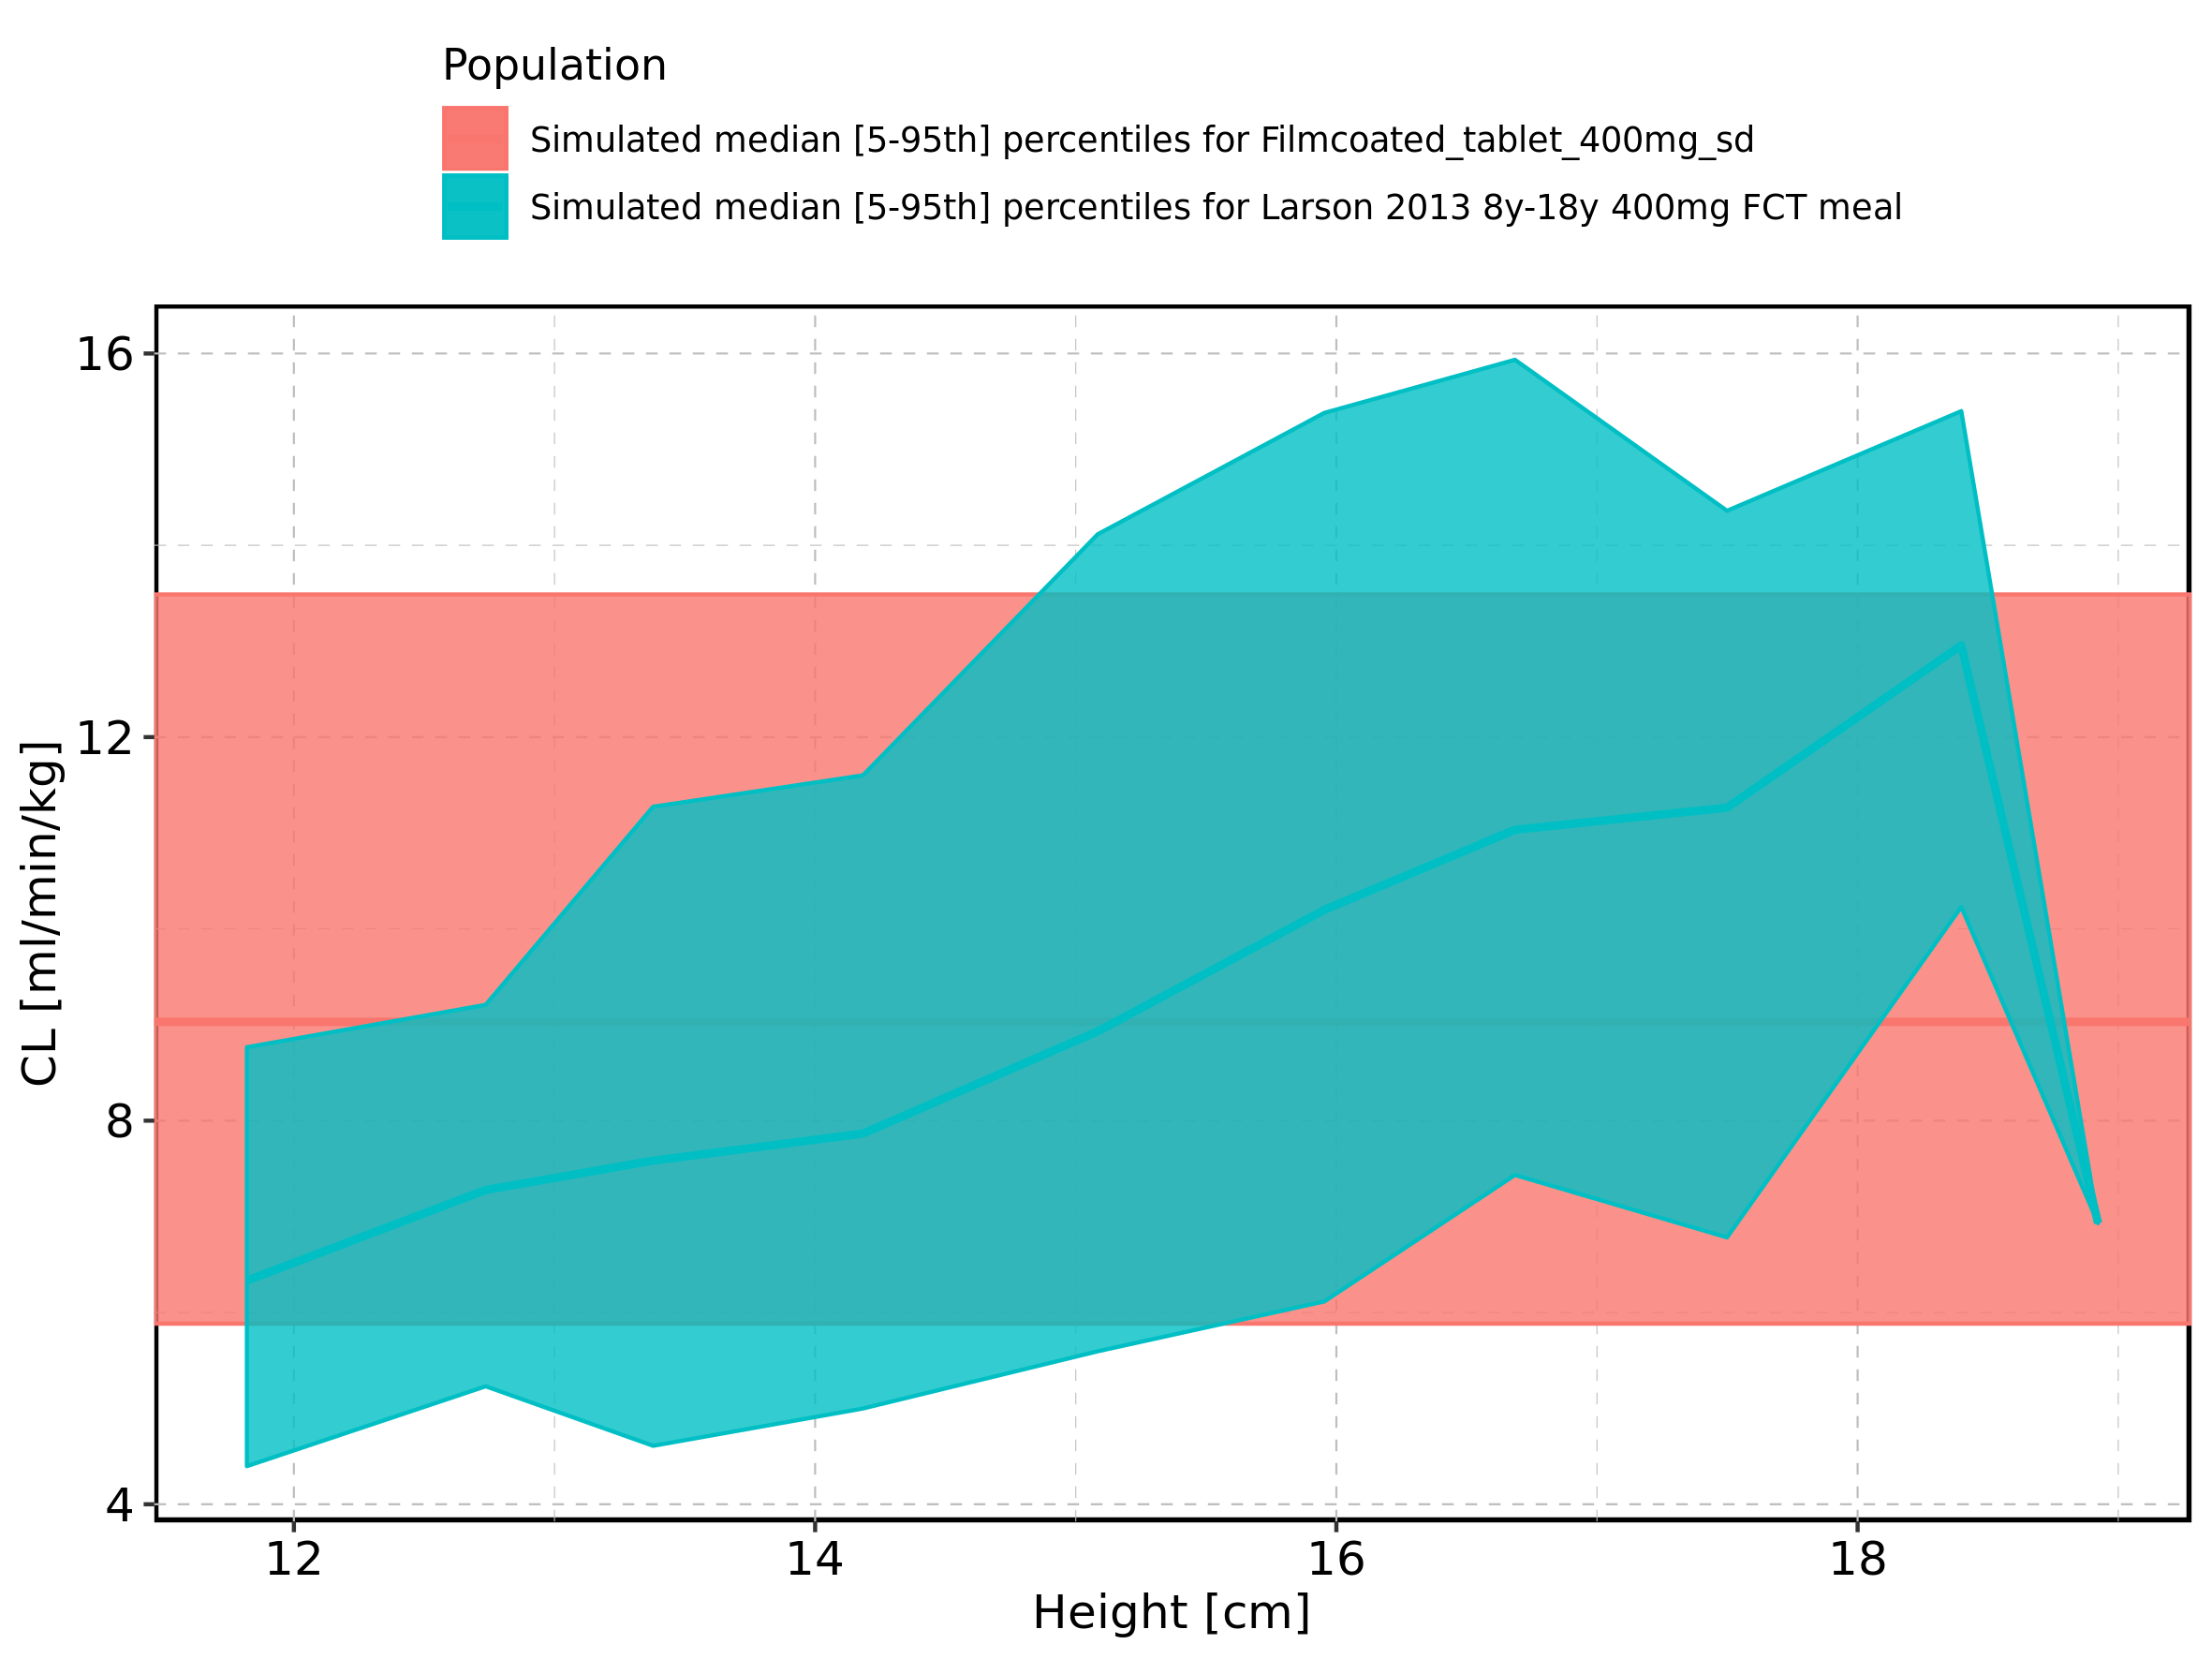 Population
Simulated median [5-95th] percentiles for Filmcoated_tablet_400mg_sd
Simulated median [5-95th] percentiles for Larson 2013 8y-18y 400mg FCT meal
16
12
8
4
CL [ml/min/kg]
12 14 16 18
Height [cm]